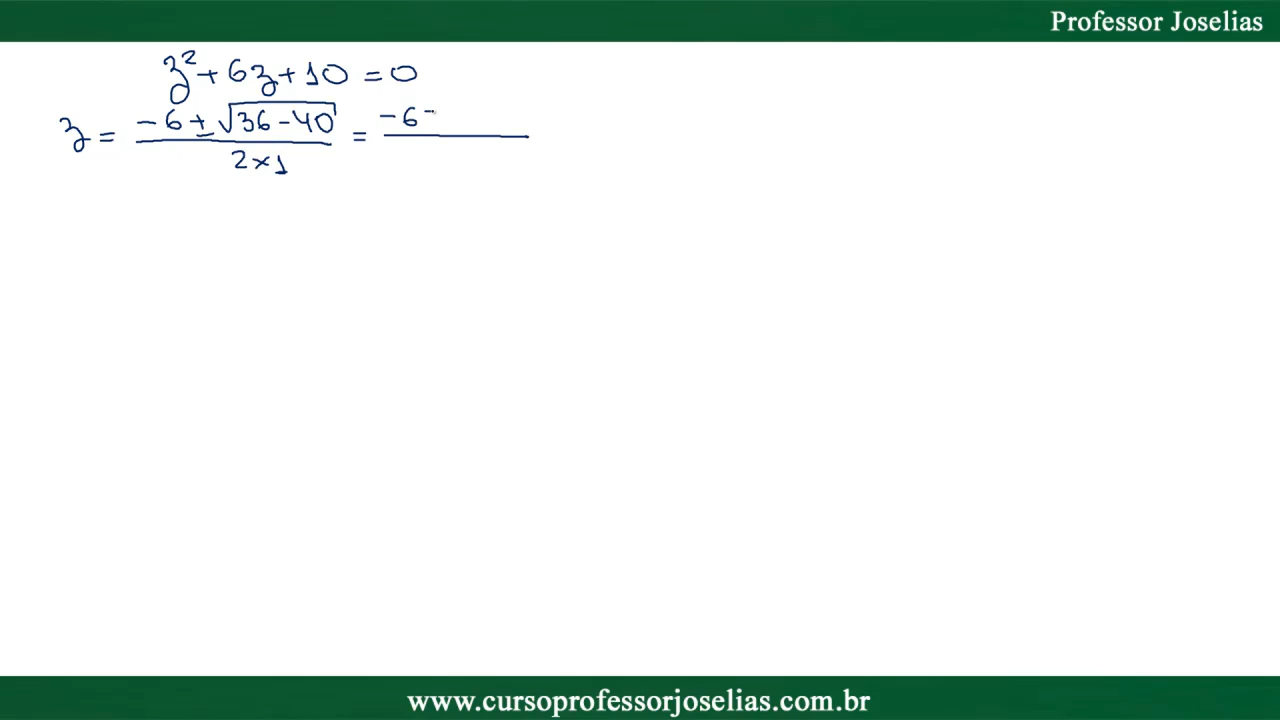 Professor Joselias
z² + 6z + 10 = 0
z = (-6 ± √(36 - 40)) / (2 × 1) = -6 -
www.cursoprofessorjoselias.com.br